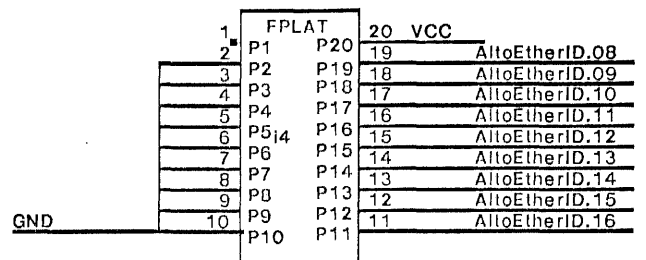 FPLAT
1 P1 P20 20 VCC
2 P2 P19 19 AltoEtherID.08
3 P3 P18 18 AltoEtherID.09
4 P4 P17 17 AltoEtherID.10
5 P5 i4 P16 16 AltoEtherID.11
6 P6 P15 15 AltoEtherID.12
7 P7 P14 14 AltoEtherID.13
8 P8 P13 13 AltoEtherID.14
9 P9 P12 12 AltoEtherID.15
GND 10 P10 P11 11 AltoEtherID.16